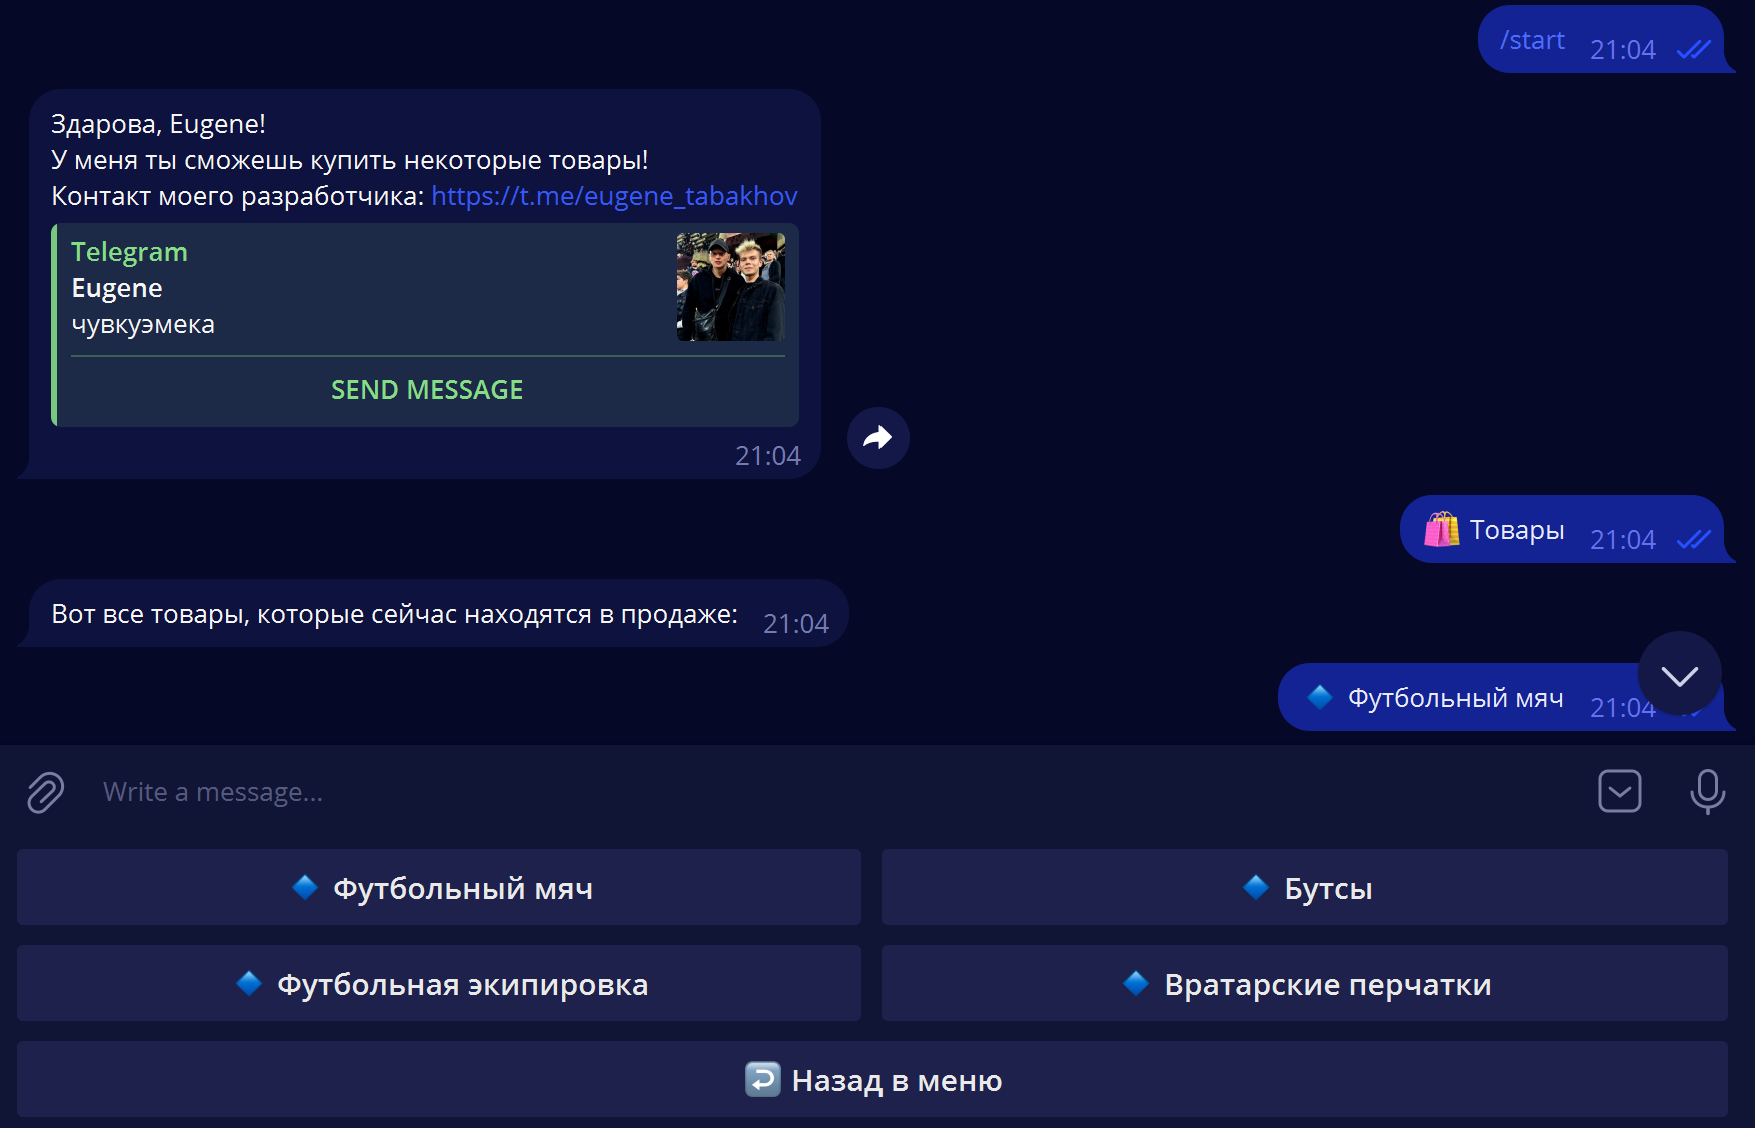 /start 21:04
Здарова, Eugene!
У меня ты сможешь купить некоторые товары!
Контакт моего разработчика: https://t.me/eugene_tabakhov
Telegram
Eugene
чувкуэмека
SEND MESSAGE
21:04
🛍 Товары 21:04
Вот все товары, которые сейчас находятся в продаже: 21:04
🔹 Футбольный мяч 21:04
Write a message...
🔹 Футбольный мяч
🔹 Бутсы
🔹 Футбольная экипировка
🔹 Вратарские перчатки
↩️ Назад в меню